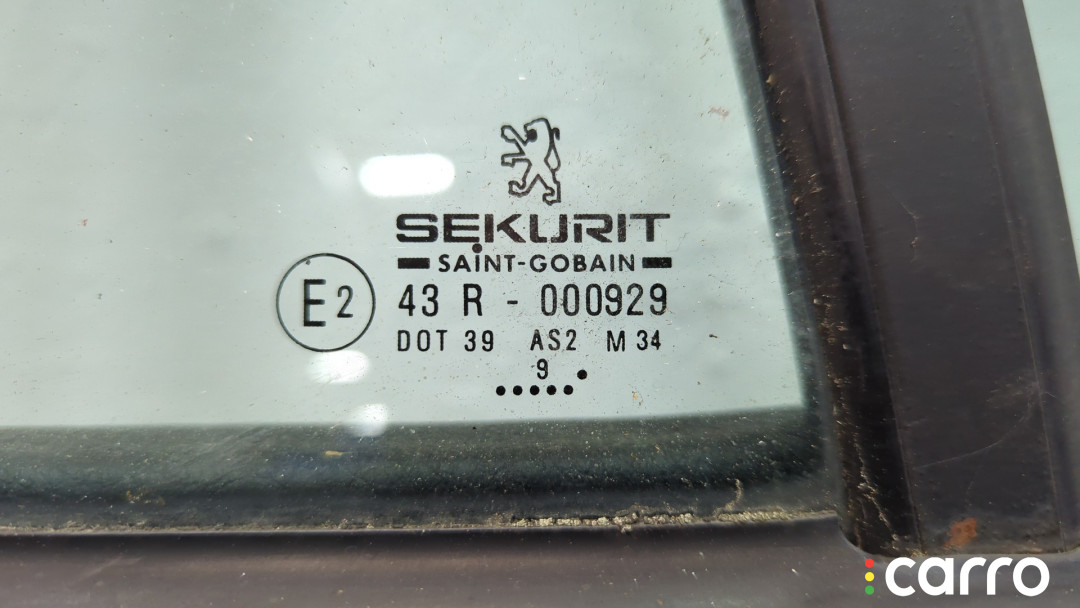 SEKURIT
SAINT-GOBAIN
E2 43 R - 000929
DOT 39 AS2 M 34
9
carro